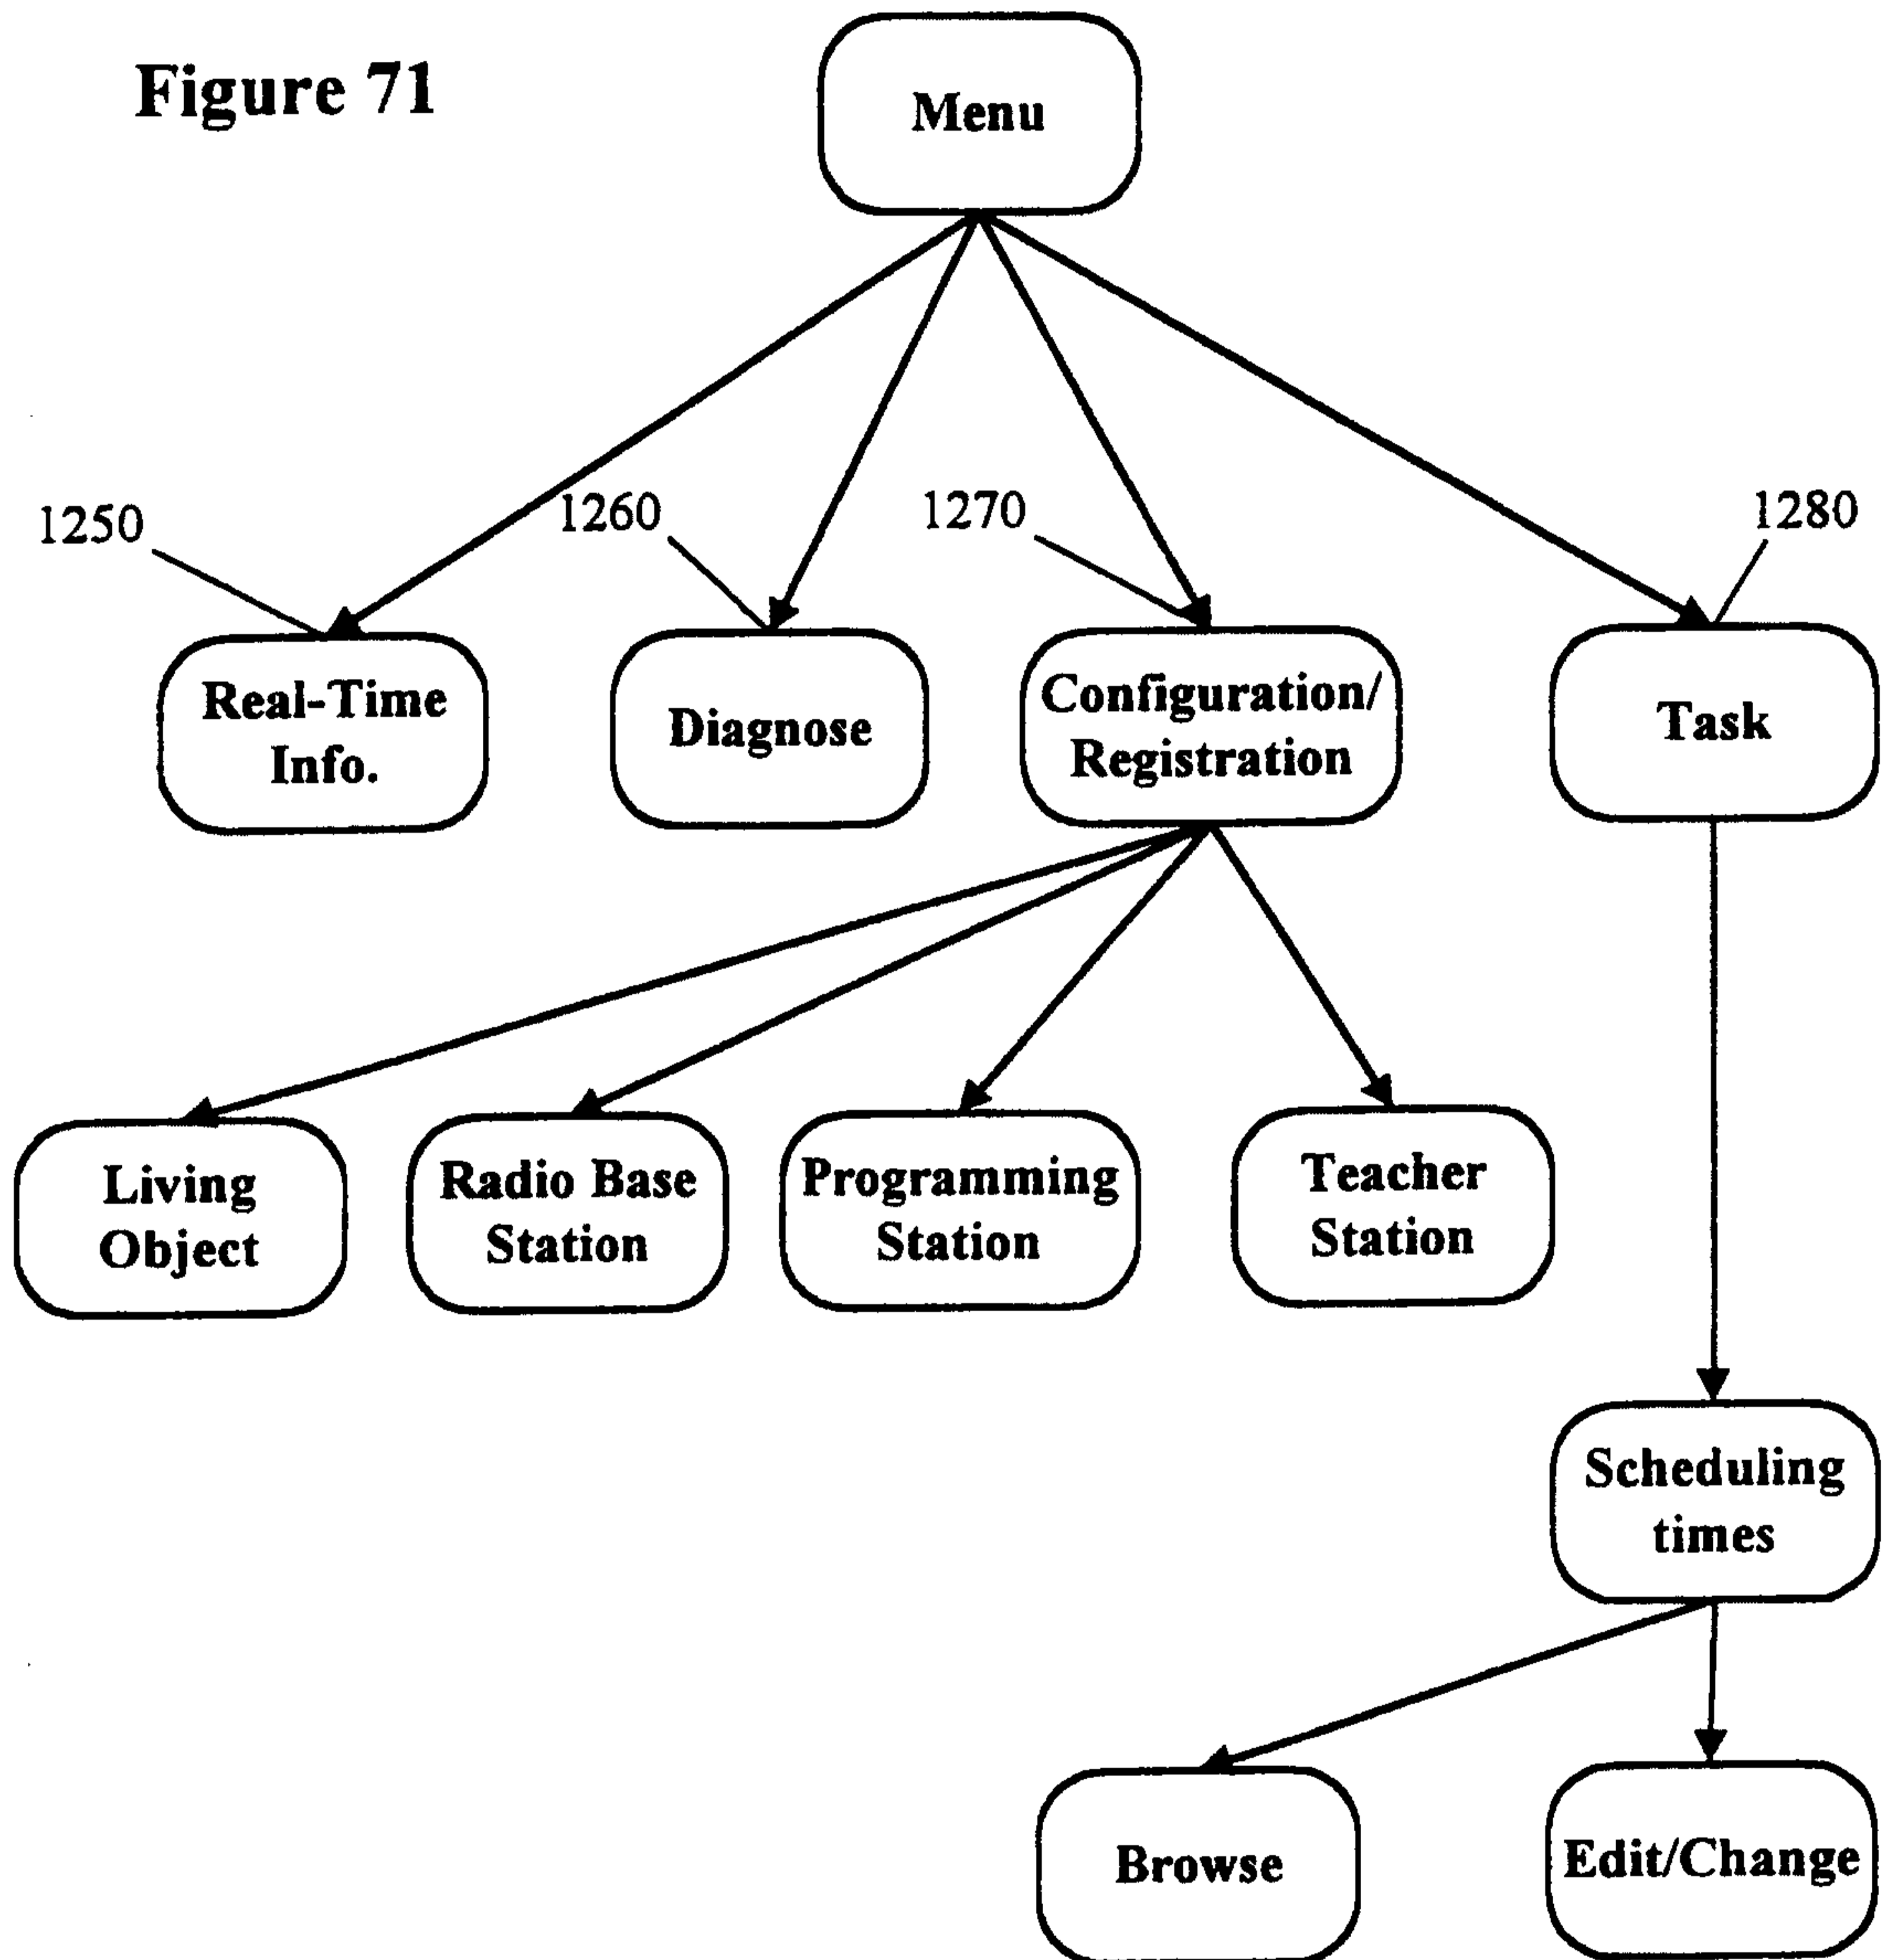 Figure 71
Menu
1250
1260
1270
1280
Real-Time
Info.
Diagnose
Configuration/
Registration
Task
Living
Object
Radio Base
Station
Programming
Station
Teacher
Station
Scheduling
times
Browse
Edit/Change